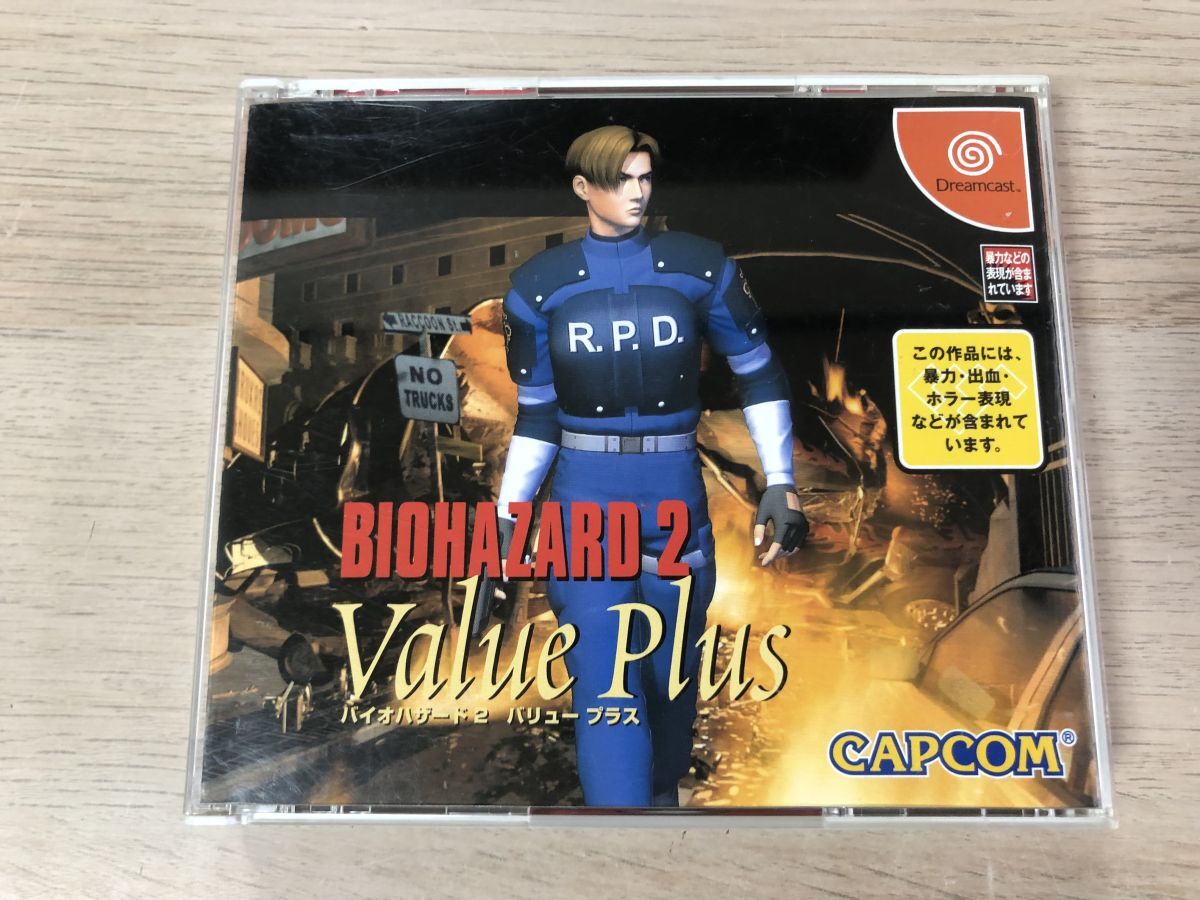 Dreamcast™
暴力などの
表現が含ま
れています
この作品には、
暴力・出血・
ホラー表現
などが含まれて
います。
RACCOON ST.
NO
TRUCKS
R.P.D.
BIOHAZARD 2
Value Plus
バイオハザード2 バリュー プラス
CAPCOM®